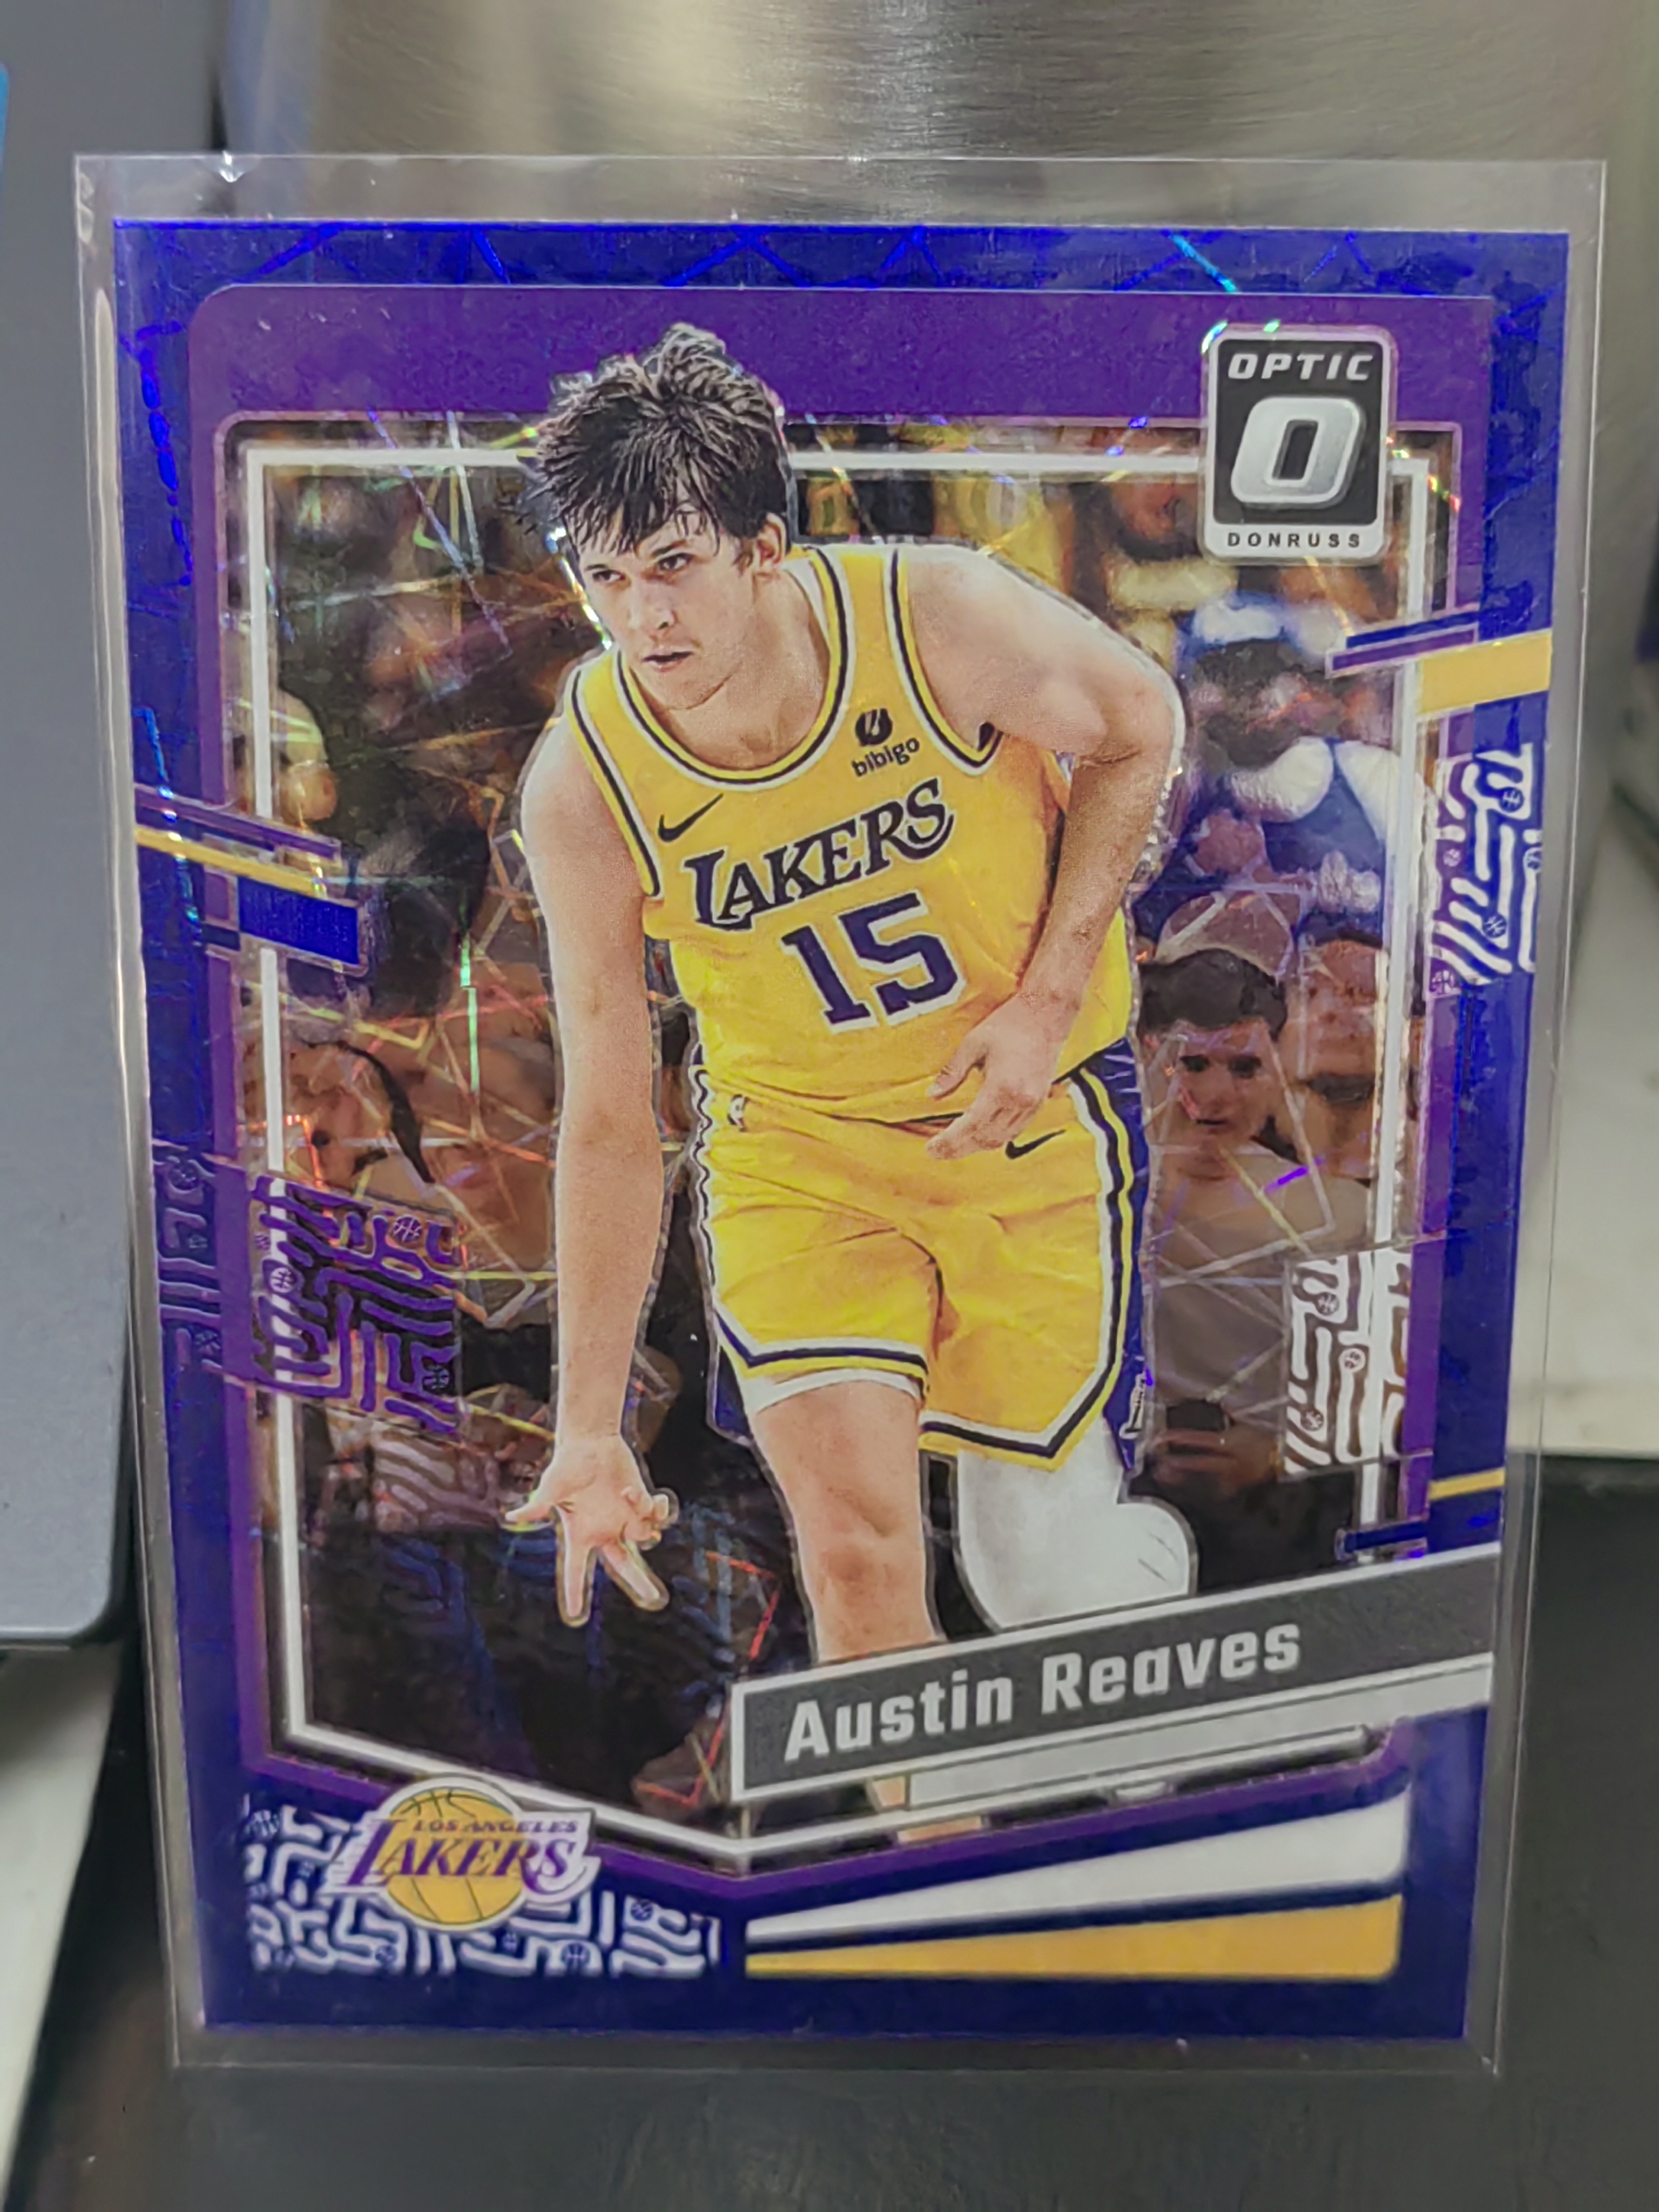 OPTIC
O
DONRUSS
bibigo
LAKERS
15
Austin Reaves
LOS ANGELES
LAKERS